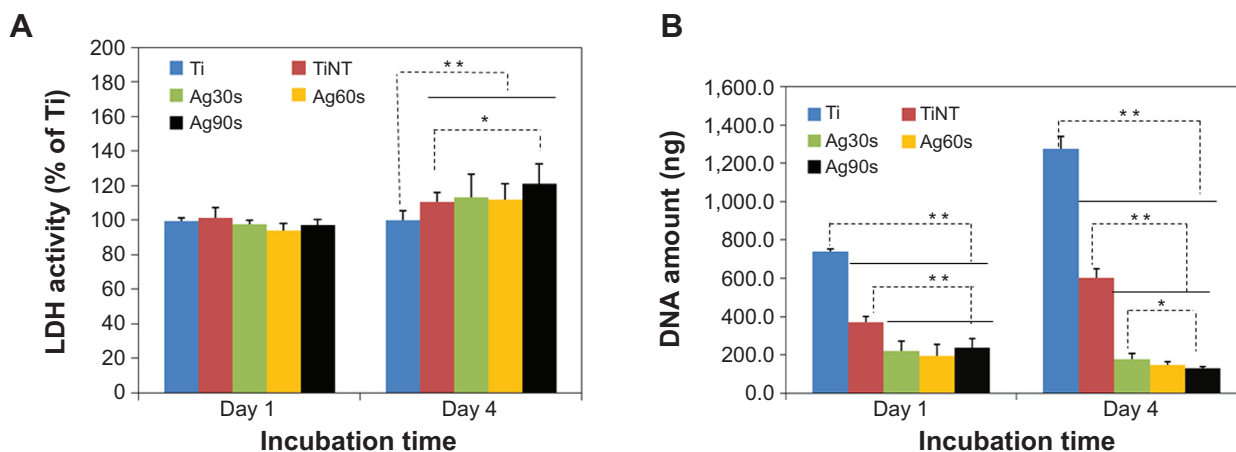 A
LDH activity (% of Ti)
200
180
160
140
120
100
80
60
40
20
0
Ti TiNT
Ag30s Ag60s
Ag90s
**
*
Day 1 Day 4
Incubation time
B
DNA amount (ng)
1,600.0
1,400.0
1,200.0
1,000.0
800.0
600.0
400.0
200.0
0.0
Ti TiNT
Ag30s Ag60s
Ag90s
**
**
**
**
*
Day 1 Day 4
Incubation time